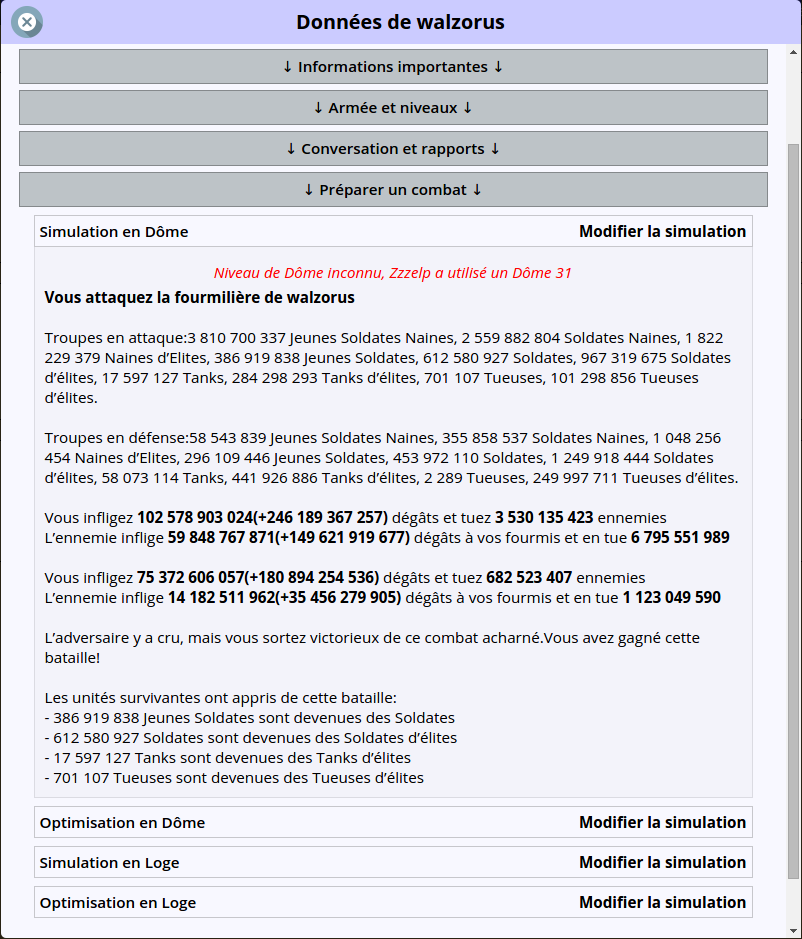 Données de walzorus
↓ Informations importantes ↓
↓ Armée et niveaux ↓
↓ Conversation et rapports ↓
↓ Préparer un combat ↓
Simulation en Dôme Modifier la simulation
Niveau de Dôme inconnu, Zzzelp a utilisé un Dôme 31
Vous attaquez la fourmilière de walzorus
Troupes en attaque:3 810 700 337 Jeunes Soldates Naines, 2 559 882 804 Soldates Naines, 1 822
229 379 Naines d’Elites, 386 919 838 Jeunes Soldates, 612 580 927 Soldates, 967 319 675 Soldates
d’élites, 17 597 127 Tanks, 284 298 293 Tanks d’élites, 701 107 Tueuses, 101 298 856 Tueuses
d’élites.
Troupes en défense:58 543 839 Jeunes Soldates Naines, 355 858 537 Soldates Naines, 1 048 256
454 Naines d’Elites, 296 109 446 Jeunes Soldates, 453 972 110 Soldates, 1 249 918 444 Soldates
d’élites, 58 073 114 Tanks, 441 926 886 Tanks d’élites, 2 289 Tueuses, 249 997 711 Tueuses d’élites.
Vous infligez 102 578 903 024(+246 189 367 257) dégâts et tuez 3 530 135 423 ennemies
L’ennemie inflige 59 848 767 871(+149 621 919 677) dégâts à vos fourmis et en tue 6 795 551 989
Vous infligez 75 372 606 057(+180 894 254 536) dégâts et tuez 682 523 407 ennemies
L’ennemie inflige 14 182 511 962(+35 456 279 905) dégâts à vos fourmis et en tue 1 123 049 590
L’adversaire y a cru, mais vous sortez victorieux de ce combat acharné.Vous avez gagné cette
bataille!
Les unités survivantes ont appris de cette bataille:
- 386 919 838 Jeunes Soldates sont devenues des Soldates
- 612 580 927 Soldates sont devenues des Soldates d’élites
- 17 597 127 Tanks sont devenues des Tanks d’élites
- 701 107 Tueuses sont devenues des Tueuses d’élites
Optimisation en Dôme Modifier la simulation
Simulation en Loge Modifier la simulation
Optimisation en Loge Modifier la simulation